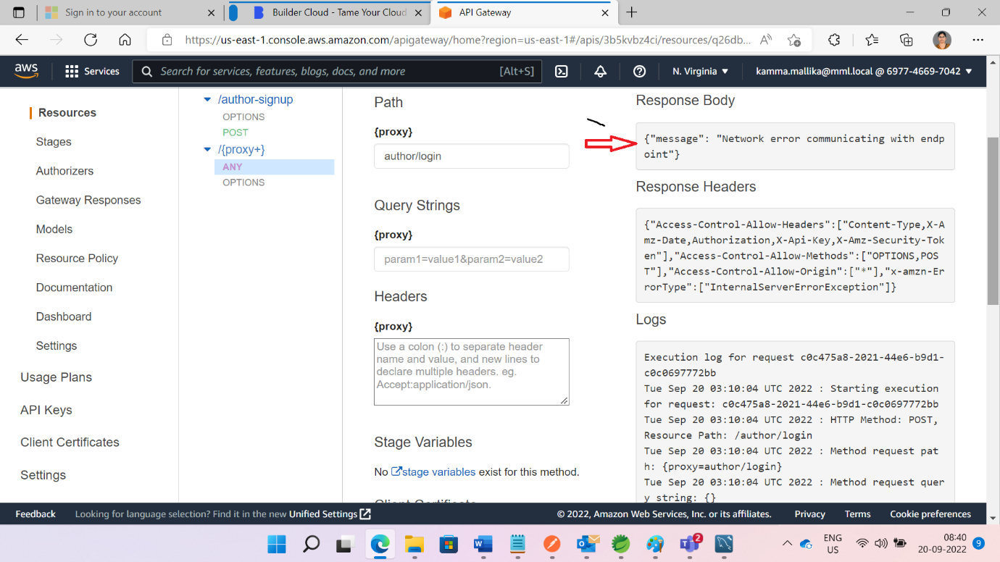 Sign in to your account
Builder Cloud - Tame Your Cloud
API Gateway
https://us-east-1.console.aws.amazon.com/apigateway/home?region=us-east-1#/apis/3b5kvbz4ci/resources/q26db...
aws
Services
Search for services, features, blogs, docs, and more
[Alt+S]
N. Virginia
kamma.mallika@mml.local @ 6977-4669-7042
Resources
Stages
Authorizers
Gateway Responses
Models
Resource Policy
Documentation
Dashboard
Settings
Usage Plans
API Keys
Client Certificates
Settings
/author-signup
OPTIONS
POST
/{proxy+}
ANY
OPTIONS
Path
{proxy}
author/login
Query Strings
{proxy}
param1=value1&param2=value2
Headers
{proxy}
Use a colon (:) to separate header
name and value, and new lines to
declare multiple headers. eg.
Accept:application/json.
Stage Variables
No stage variables exist for this method.
Client Certificate
Response Body
{"message": "Network error communicating with endp
oint"}
Response Headers
{"Access-Control-Allow-Headers":["Content-Type,X-A
mz-Date,Authorization,X-Api-Key,X-Amz-Security-Tok
en"],"Access-Control-Allow-Methods":["OPTIONS,POS
T"],"Access-Control-Allow-Origin":["*"],"x-amzn-Er
rorType":["InternalServerErrorException"]}
Logs
Execution log for request c0c475a8-2021-44e6-b9d1-
c0c0697772bb
Tue Sep 20 03:10:04 UTC 2022 : Starting execution
for request: c0c475a8-2021-44e6-b9d1-c0c0697772bb
Tue Sep 20 03:10:04 UTC 2022 : HTTP Method: POST,
Resource Path: /author/login
Tue Sep 20 03:10:04 UTC 2022 : Method request pat
h: {proxy=author/login}
Tue Sep 20 03:10:04 UTC 2022 : Method request quer
y string: {}
Feedback
Looking for language selection? Find it in the new Unified Settings
© 2022, Amazon Web Services, Inc. or its affiliates.
Privacy
Terms
Cookie preferences
2
ENG
US
08:40
20-09-2022
9